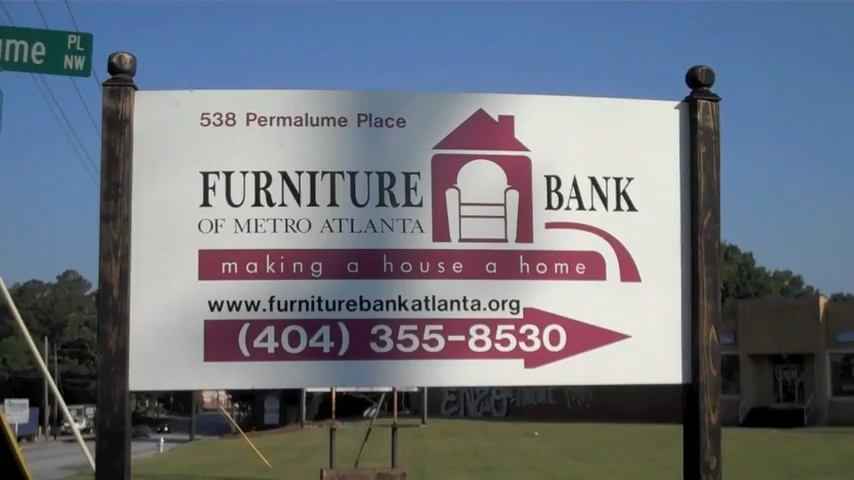 PL
NW
538 Permalume Place
FURNITURE BANK
OF METRO ATLANTA
making a house a home
www.furniturebankatlanta.org
(404) 355-8530